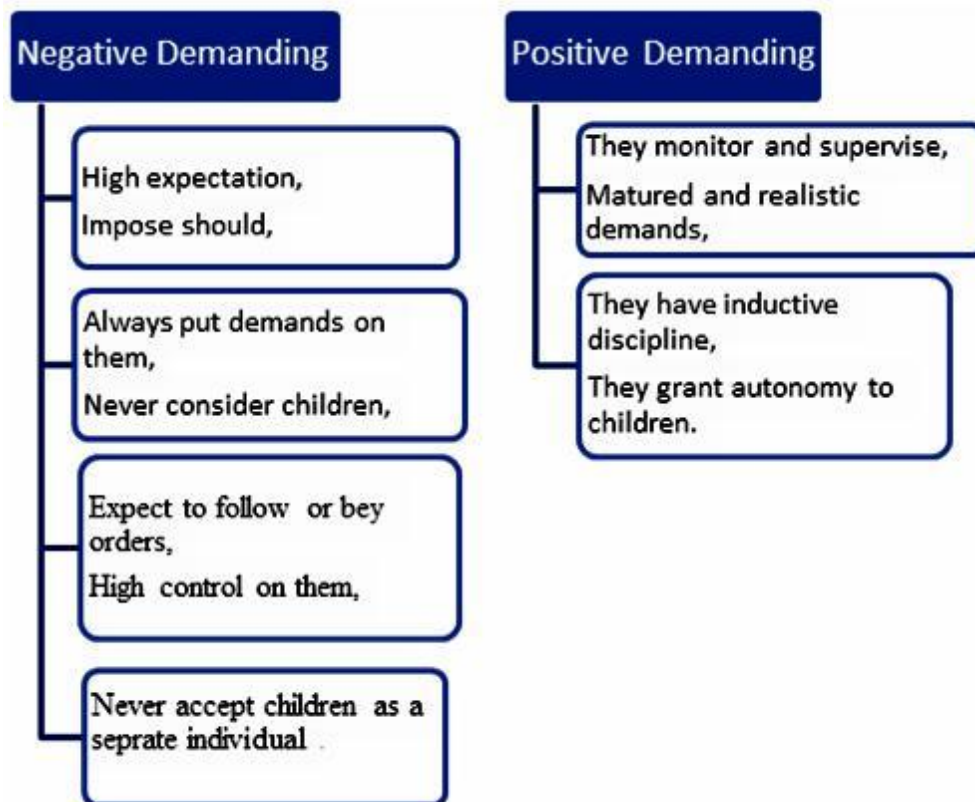 Negative Demanding
High expectation,
Impose should,
Always put demands on
them,
Never consider children,
Expect to follow or bey
orders,
High control on them,
Never accept children as a
seprate individual
Positive Demanding
They monitor and supervise,
Matured and realistic
demands,
They have inductive
discipline,
They grant autonomy to
children.